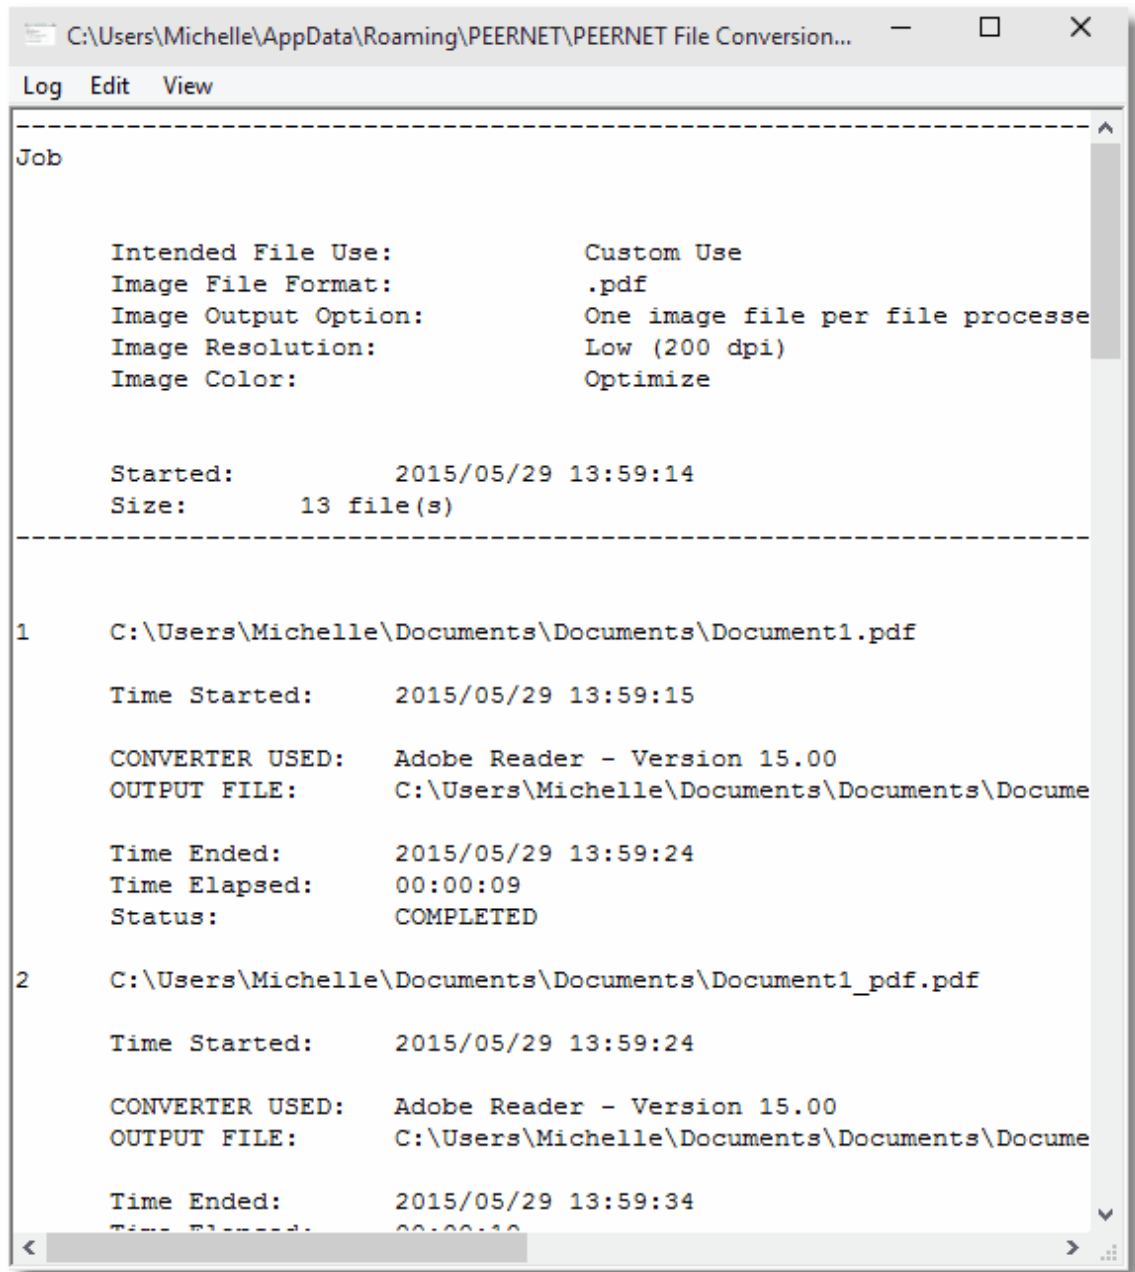 C:\Users\Michelle\AppData\Roaming\PEERNET\PEERNET File Conversion...
Log Edit View
----------------------------------------------------------------------
Job
Intended File Use: Custom Use
Image File Format: .pdf
Image Output Option: One image file per file processe
Image Resolution: Low (200 dpi)
Image Color: Optimize
Started: 2015/05/29 13:59:14
Size: 13 file(s)
----------------------------------------------------------------------
1 C:\Users\Michelle\Documents\Documents\Document1.pdf
Time Started: 2015/05/29 13:59:15
CONVERTER USED: Adobe Reader - Version 15.00
OUTPUT FILE: C:\Users\Michelle\Documents\Documents\Docume
Time Ended: 2015/05/29 13:59:24
Time Elapsed: 00:00:09
Status: COMPLETED
2 C:\Users\Michelle\Documents\Documents\Document1_pdf.pdf
Time Started: 2015/05/29 13:59:24
CONVERTER USED: Adobe Reader - Version 15.00
OUTPUT FILE: C:\Users\Michelle\Documents\Documents\Docume
Time Ended: 2015/05/29 13:59:34
Time Elapsed: 00:00:10